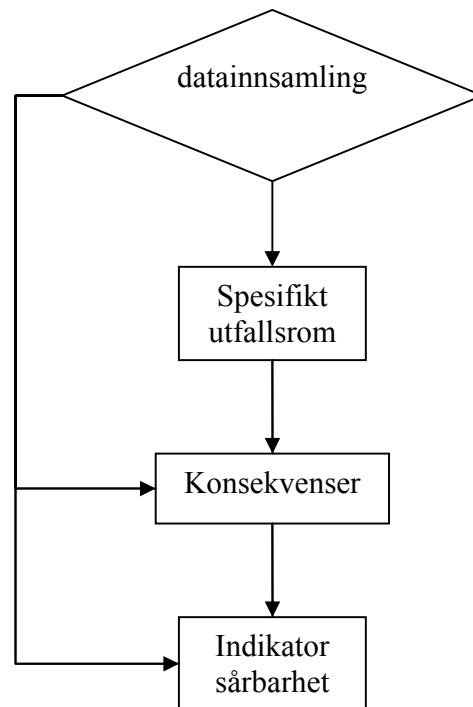 datainnsamling
Spesifikt
utfallsrom
Konsekvenser
Indikator
sårbarhet